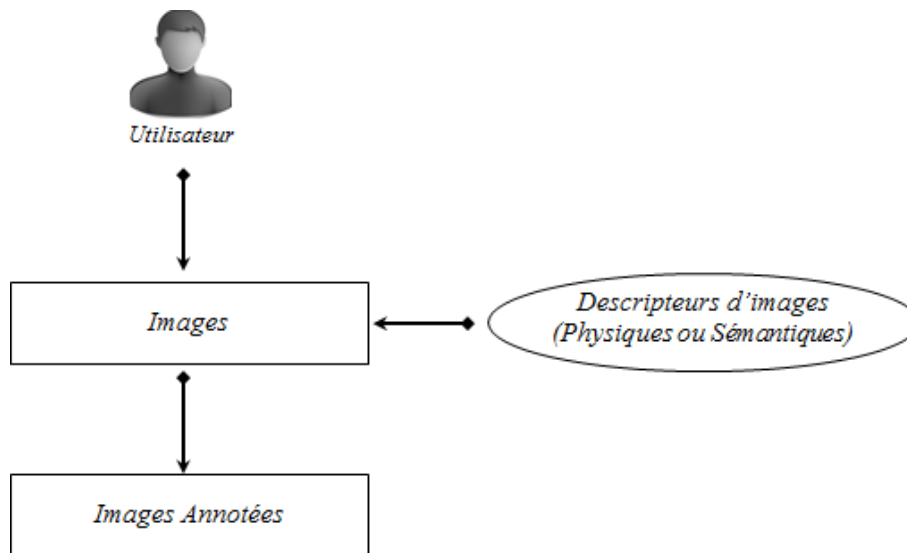 Utilisateur
Images
Descripteurs d’images
(Physiques ou Sémantiques)
Images Annotées